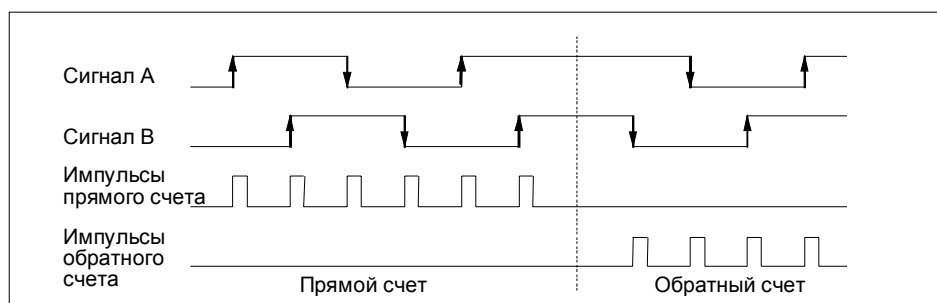 Сигнал А
Сигнал В
Импульсы
прямого счета
Импульсы
обратного
счета
Прямой счет
Обратный счет